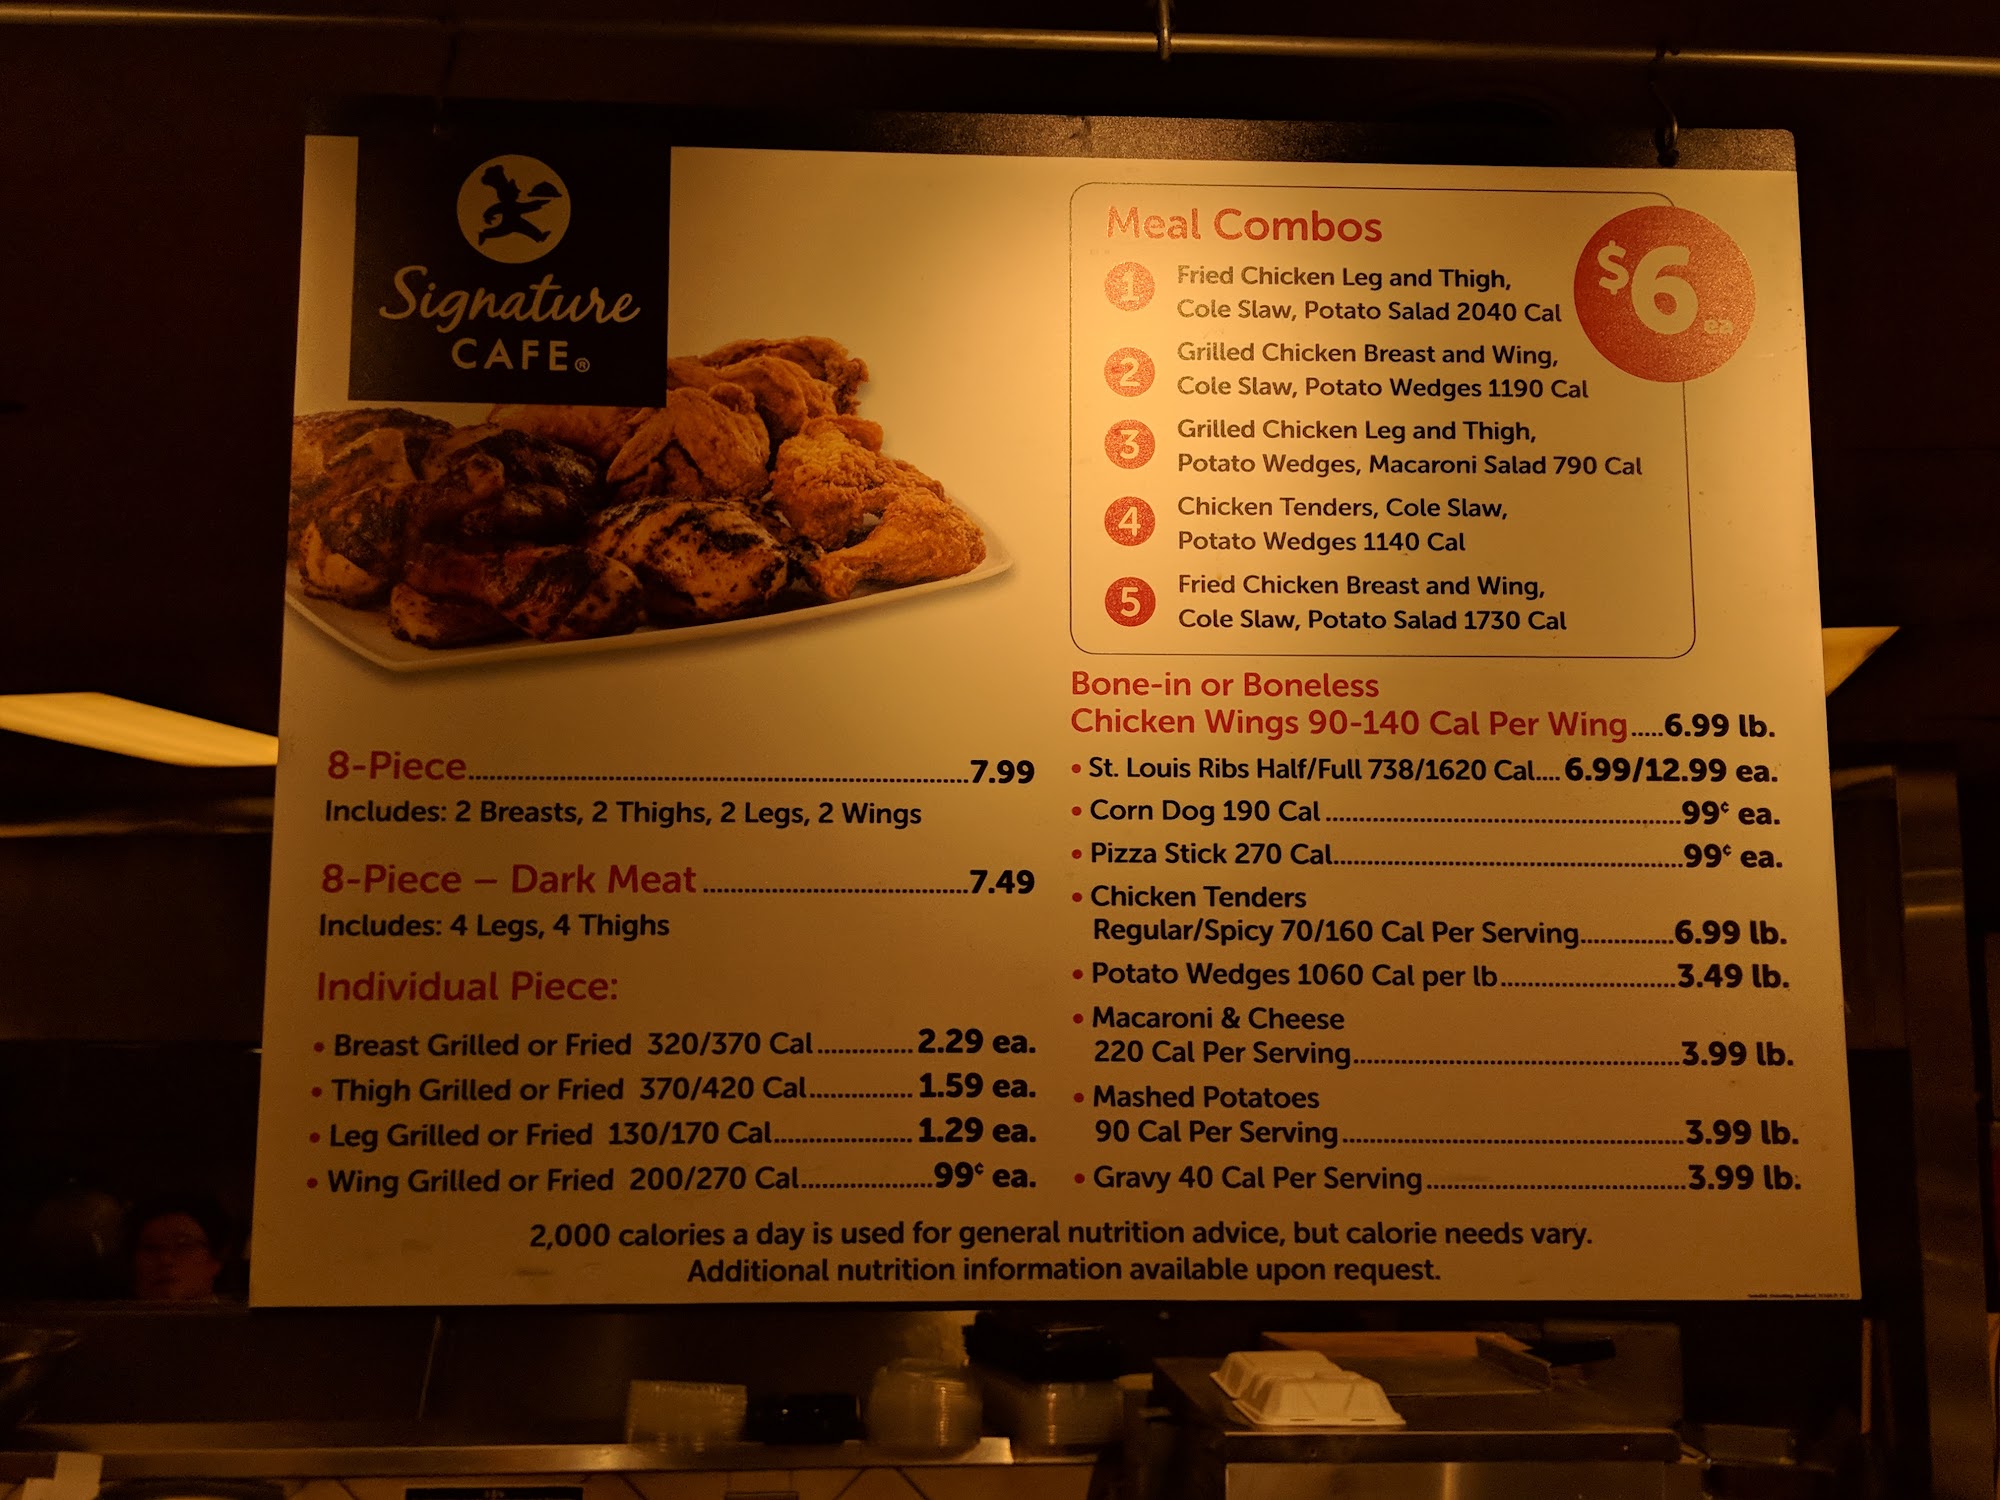 Signature
CAFE®
8-Piece 7.99
Includes: 2 Breasts, 2 Thighs, 2 Legs, 2 Wings
8-Piece – Dark Meat 7.49
Includes: 4 Legs, 4 Thighs
Individual Piece:
• Breast Grilled or Fried 320/370 Cal 2.29 ea.
• Thigh Grilled or Fried 370/420 Cal 1.59 ea.
• Leg Grilled or Fried 130/170 Cal 1.29 ea.
• Wing Grilled or Fried 200/270 Cal 99¢ ea.
Meal Combos
$6 ea
1 Fried Chicken Leg and Thigh,
Cole Slaw, Potato Salad 2040 Cal
2 Grilled Chicken Breast and Wing,
Cole Slaw, Potato Wedges 1190 Cal
3 Grilled Chicken Leg and Thigh,
Potato Wedges, Macaroni Salad 790 Cal
4 Chicken Tenders, Cole Slaw,
Potato Wedges 1140 Cal
5 Fried Chicken Breast and Wing,
Cole Slaw, Potato Salad 1730 Cal
Bone-in or Boneless
Chicken Wings 90-140 Cal Per Wing 6.99 lb.
• St. Louis Ribs Half/Full 738/1620 Cal 6.99/12.99 ea.
• Corn Dog 190 Cal 99¢ ea.
• Pizza Stick 270 Cal 99¢ ea.
• Chicken Tenders
Regular/Spicy 70/160 Cal Per Serving 6.99 lb.
• Potato Wedges 1060 Cal per lb 3.49 lb.
• Macaroni & Cheese
220 Cal Per Serving 3.99 lb.
• Mashed Potatoes
90 Cal Per Serving 3.99 lb.
• Gravy 40 Cal Per Serving 3.99 lb.
2,000 calories a day is used for general nutrition advice, but calorie needs vary.
Additional nutrition information available upon request.